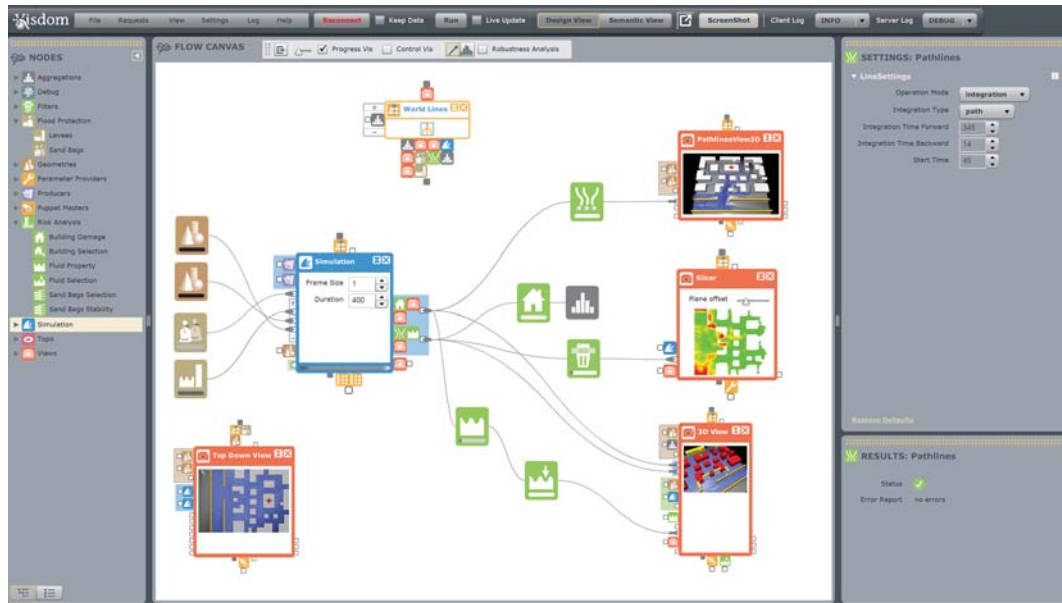 Visdom File Requests View Settings Log Help Reconnect Keep Data Run Live Update Design View Semantic View ScreenShot Client Log INFO Server Log DEBUG
NODES
Aggregations
Debug
Filters
Flood Protection
Levees
Sand Bags
Geometries
Parameter Providers
Producers
Puppet Masters
Risk Analysis
Building Damage
Building Selection
Fluid Property
Fluid Selection
Sand Bags Selection
Sand Bags Stability
Simulation
Tops
Views
FLOW CANVAS Progress Vis Control Vis Robustness Analysis
World Lines
PathlinesView3D
Simulation
Frame Size 1
Duration 400
Slicer
Plane offset
Top Down View
3D View
SETTINGS: Pathlines
LineSettings
Operation Mode integration
Integration Type path
Integration Time Forward 345
Integration Time Backward 14
Start Time 45
Restore Defaults
RESULTS: Pathlines
Status
Error Report no errors